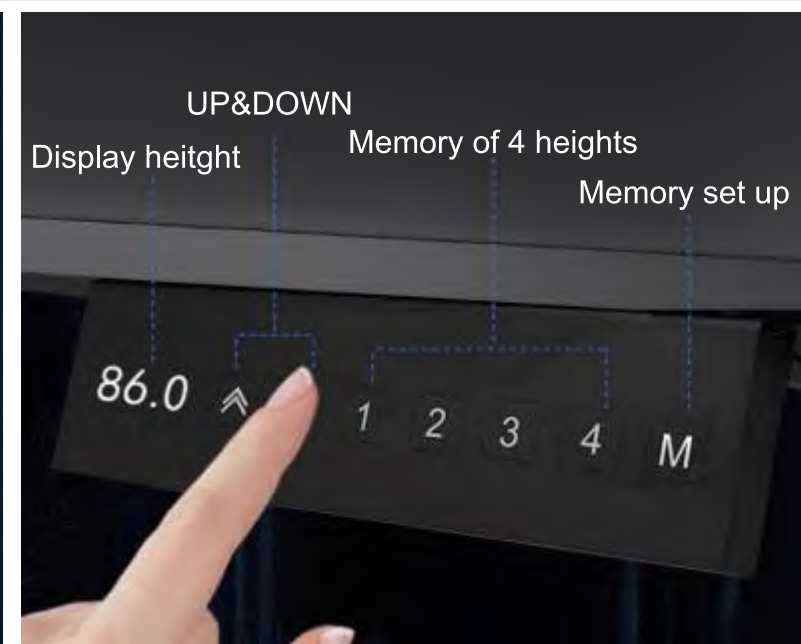 UP&DOWN
Display heitght
Memory of 4 heights
Memory set up
86.0
1 2 3 4 M